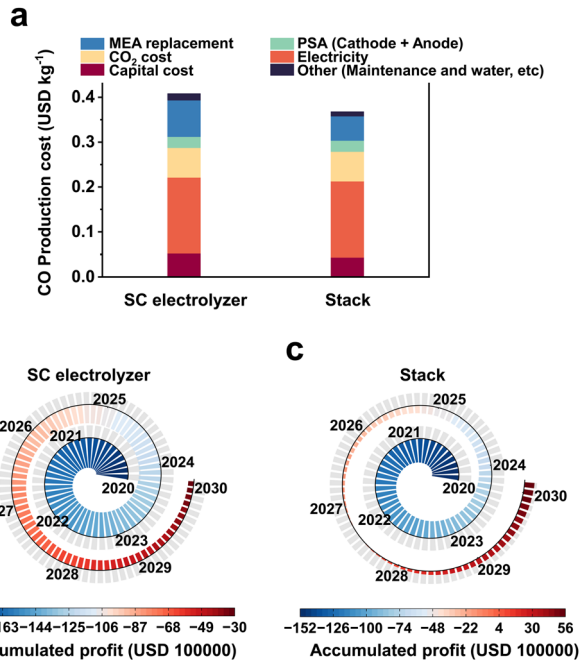 a
MEA replacement
CO2 cost
Capital cost
PSA (Cathode + Anode)
Electricity
Other (Maintenance and water, etc)
CO Production cost (USD kg-1)
0.4
0.3
0.2
0.1
0.0
SC electrolyzer
Stack
SC electrolyzer
2025
2026
2021
2024
2020
2030
27
2022
2023
2029
2028
163 −144 −125 −106 −87 −68 −49 −30
umulated profit (USD 100000)
c
Stack
2025
2026
2021
2024
2020
2030
2027
2022
2023
2029
2028
−152 −126 −100 −74 −48 −22 4 30 56
Accumulated profit (USD 100000)